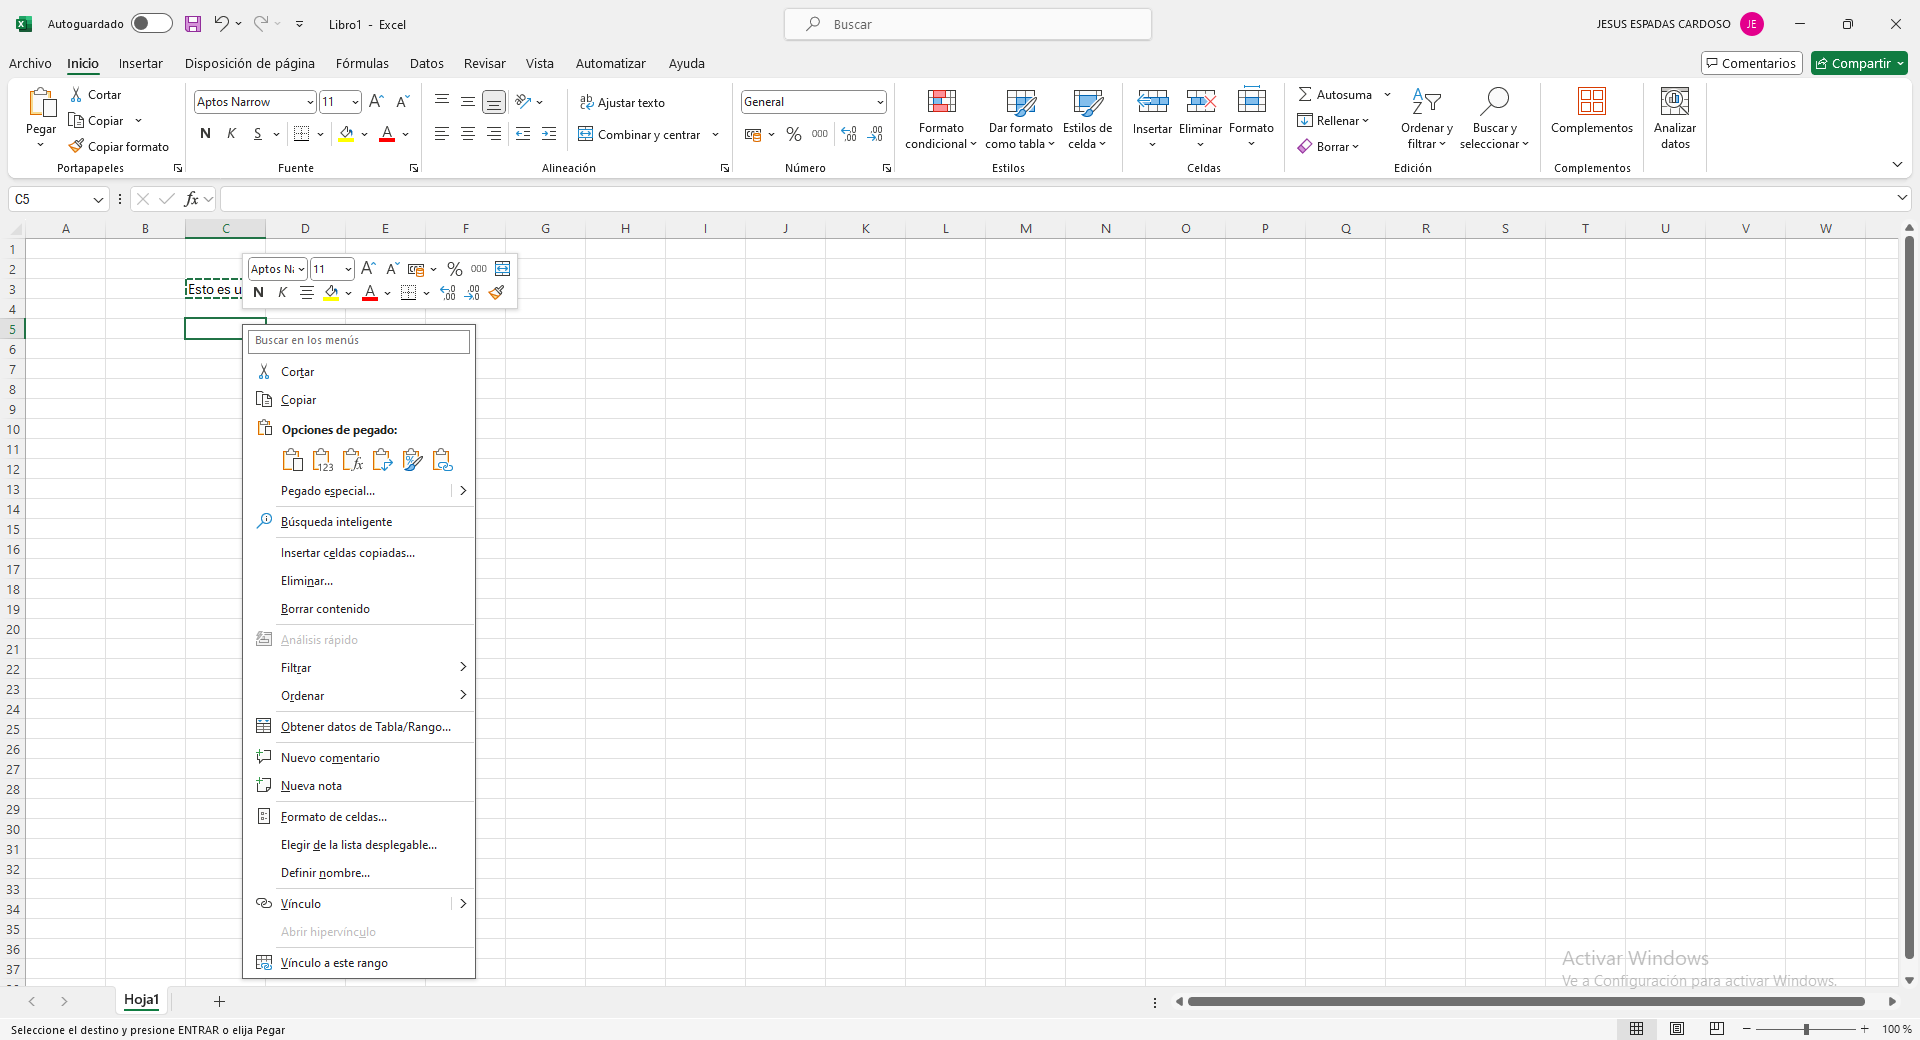 Autoguardado Libro1 - Excel Buscar JESUS ESPADAS CARDOSO JE
Archivo Inicio Insertar Disposición de página Fórmulas Datos Revisar Vista Automatizar Ayuda Comentarios Compartir
Pegar
Cortar
Copiar
Copiar formato
Portapapeles
Aptos Narrow 11
N K S
Fuente
Ajustar texto
Combinar y centrar
Alineación
General
% 000
Número
Formato condicional
Dar formato como tabla
Estilos de celda
Estilos
Insertar Eliminar Formato
Celdas
Autosuma
Rellenar
Borrar
Ordenar y filtrar
Buscar y seleccionar
Edición
Complementos
Complementos
Analizar datos
C5 fx
A B C D E F G H I J K L M N O P Q R S T U V W
1
2
3 Esto es u
4
5
6
7
8
9
10
11
12
13
14
15
16
17
18
19
20
21
22
23
24
25
26
27
28
29
30
31
32
33
34
35
36
37
Aptos Na 11 % 000
N K A
Buscar en los menús
Cortar
Copiar
Opciones de pegado:
Pegado especial...
Búsqueda inteligente
Insertar celdas copiadas...
Eliminar...
Borrar contenido
Análisis rápido
Filtrar
Ordenar
Obtener datos de Tabla/Rango...
Nuevo comentario
Nueva nota
Formato de celdas...
Elegir de la lista desplegable...
Definir nombre...
Vínculo
Abrir hipervínculo
Vínculo a este rango
Activar Windows
Ve a Configuración para activar Windows.
Hoja1
Seleccione el destino y presione ENTRAR o elija Pegar 100 %